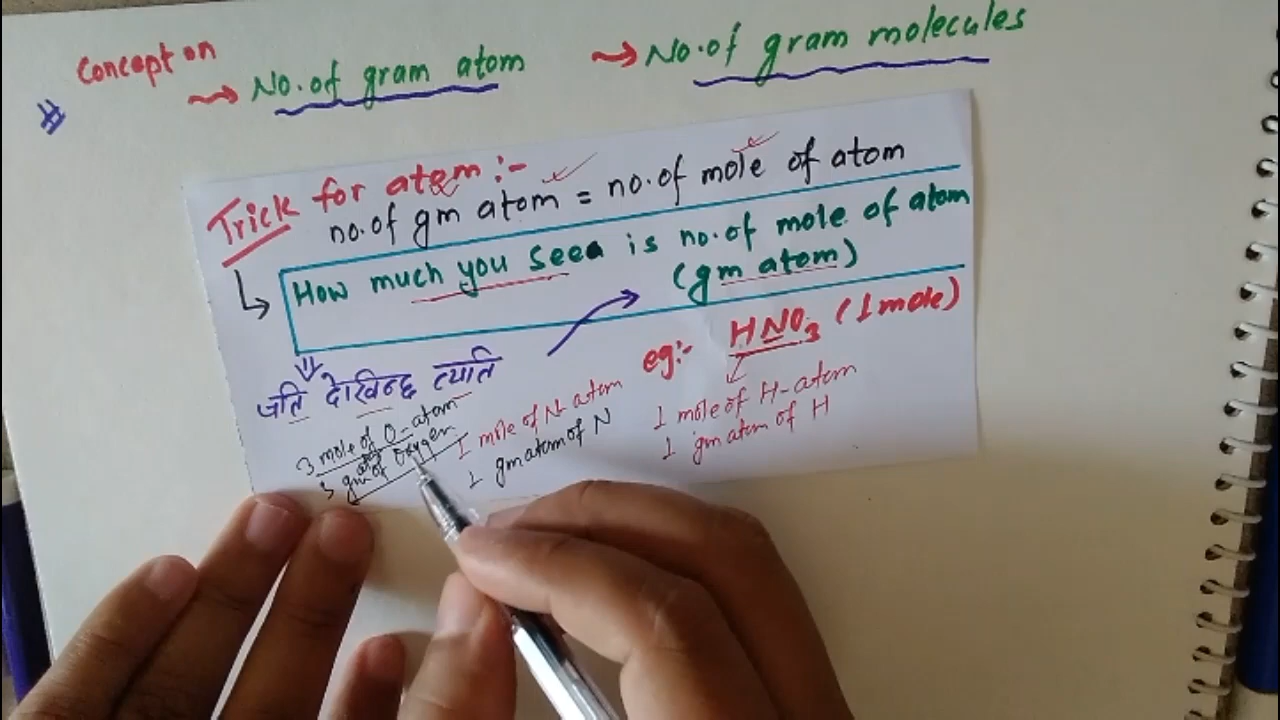 Concept on
→ No. of gram atom → No. of gram molecules
#
Trick for atom :-
no. of gm atom = no. of mole of atom
↳ How much you seea is no. of mole of atom
(gm atom)
जति देखिन्छ त्यति
eg:- HNO₃ (1 mole)
1 mole of H-atom
1 gm atom of H
1 mole of N-atom
1 gm atom of N
3 mole of O-atom
3 gm atom of Oxygen